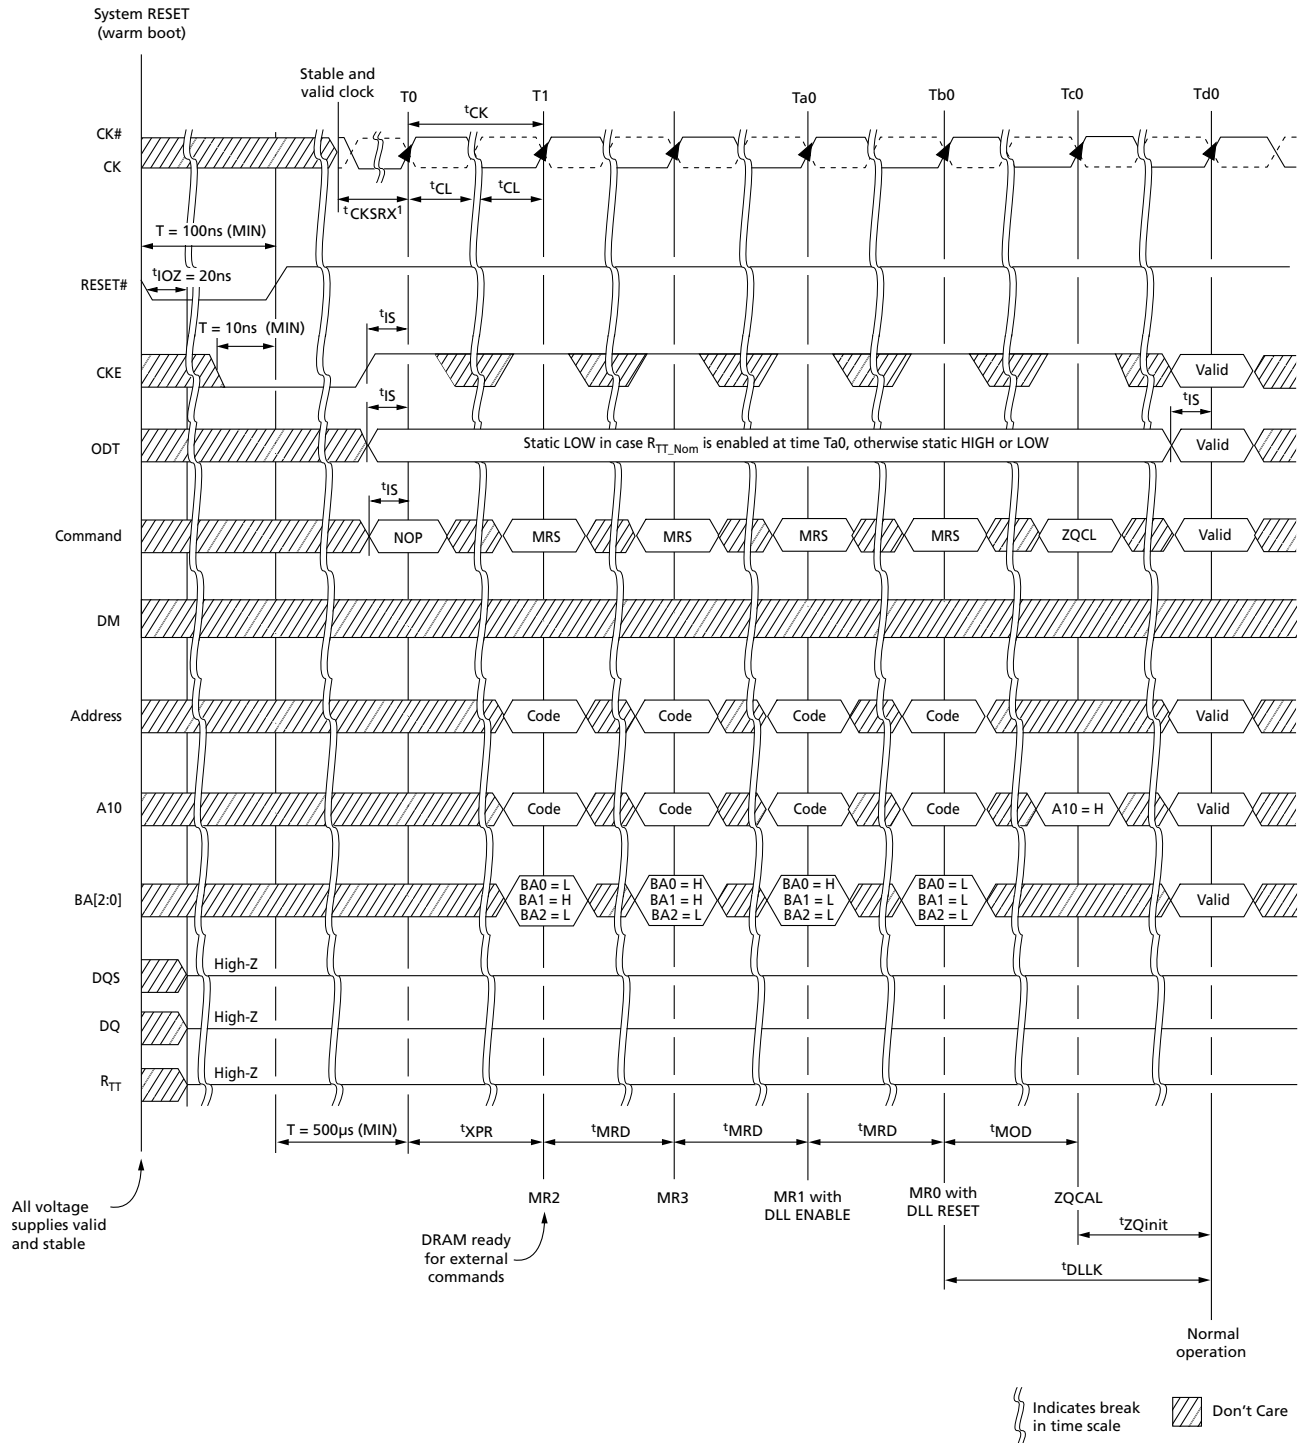 System RESET
(warm boot)
Stable and
valid clock
T0
T1
Ta0
Tb0
Tc0
Td0
tCK
CK#
CK
tCL
tCL
tCKSRX1
T = 100ns (MIN)
tIOZ = 20ns
RESET#
T = 10ns (MIN)
tIS
CKE
Valid
tIS
tIS
ODT
Static LOW in case RTT_Nom is enabled at time Ta0, otherwise static HIGH or LOW
Valid
tIS
Command
NOP
MRS
MRS
MRS
MRS
ZQCL
Valid
DM
Address
Code
Code
Code
Code
Valid
A10
Code
Code
Code
Code
A10 = H
Valid
BA[2:0]
BA0 = L
BA1 = H
BA2 = L
BA0 = H
BA1 = H
BA2 = L
BA0 = H
BA1 = L
BA2 = L
BA0 = L
BA1 = L
BA2 = L
Valid
DQS
High-Z
DQ
High-Z
RTT
High-Z
T = 500μs (MIN)
tXPR
tMRD
tMRD
tMRD
tMOD
All voltage
supplies valid
and stable
MR2
MR3
MR1 with
DLL ENABLE
MR0 with
DLL RESET
ZQCAL
DRAM ready
for external
commands
tZQinit
tDLLK
Normal
operation
Indicates break
in time scale
Don't Care